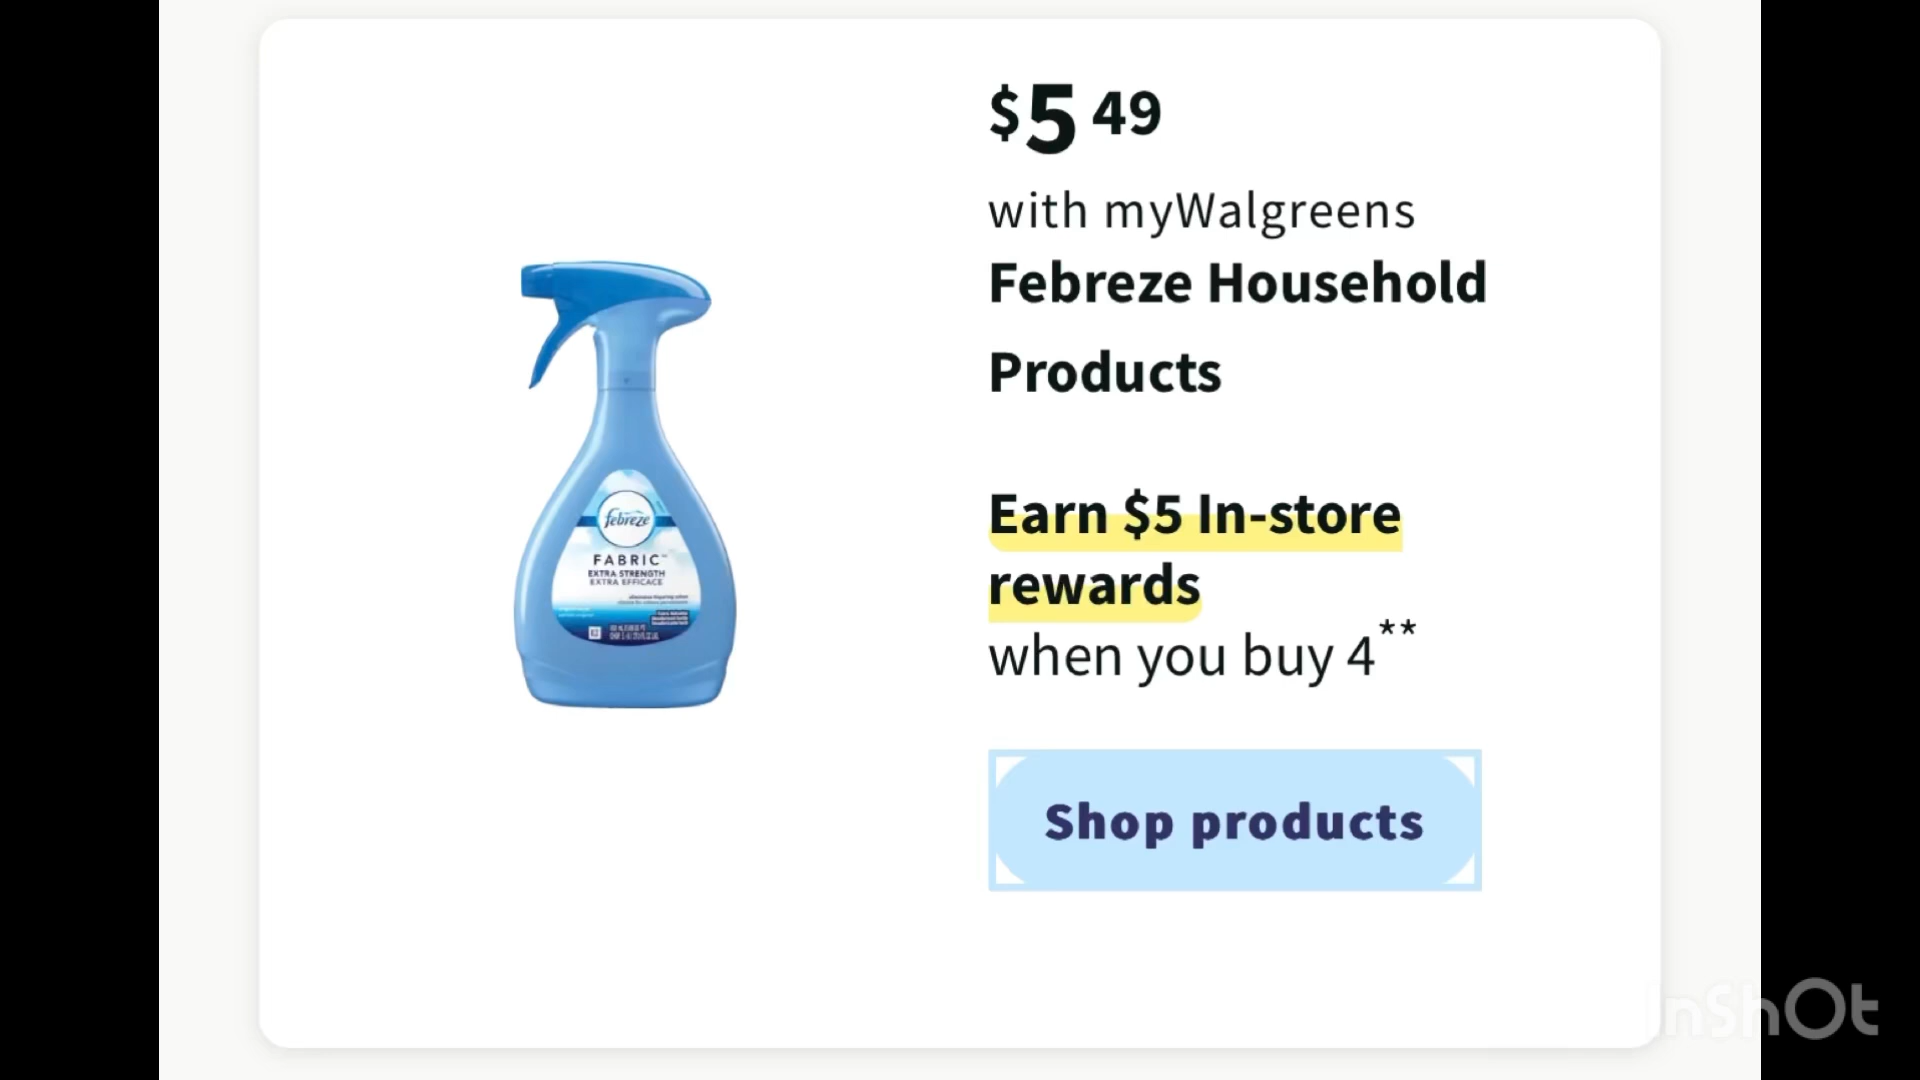 $5 49
with myWalgreens
Febreze Household
Products
Earn $5 In-store
rewards
when you buy 4**
Shop products
febreze
FABRIC™
EXTRA STRENGTH
EXTRA EFFICACE
InShOt